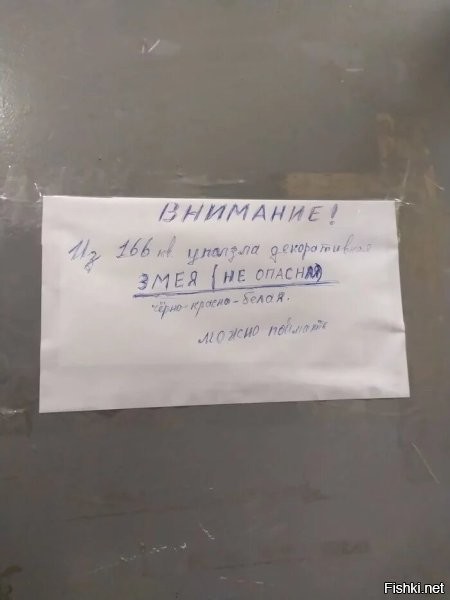 ВНИМАНИЕ!
Из 166 кв уползла декоративная
ЗМЕЯ (НЕ ОПАСНАЯ)
чёрно-красно-белая.
можно поймать
Fishki.net